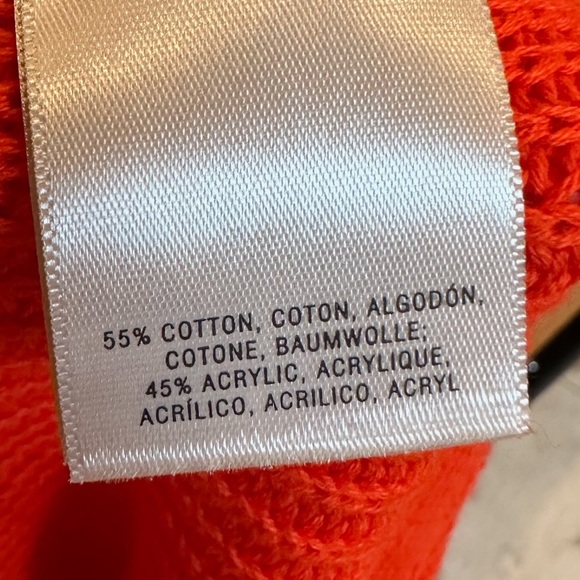 55% COTTON, COTON, ALGODÓN,
COTONE, BAUMWOLLE;
45% ACRYLIC, ACRYLIQUE,
ACRÍLICO, ACRILICO, ACRYL